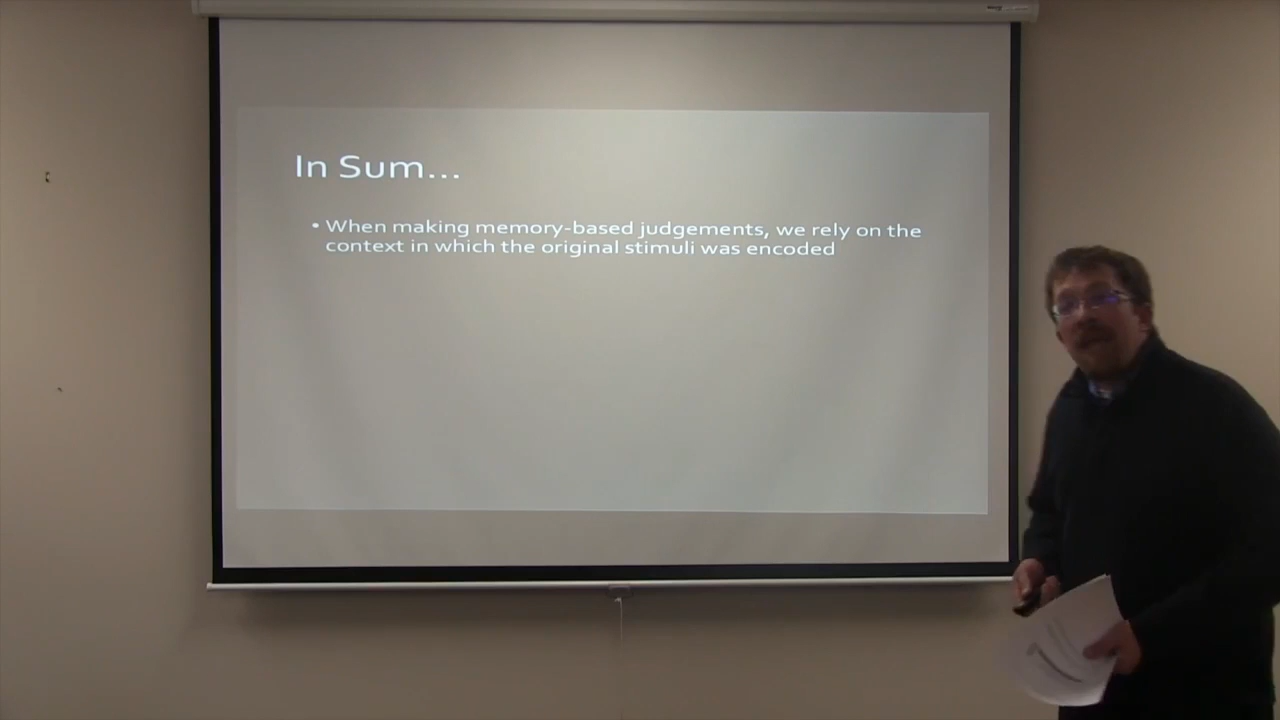 In Sum...
• When making memory-based judgements, we rely on the
context in which the original stimuli was encoded